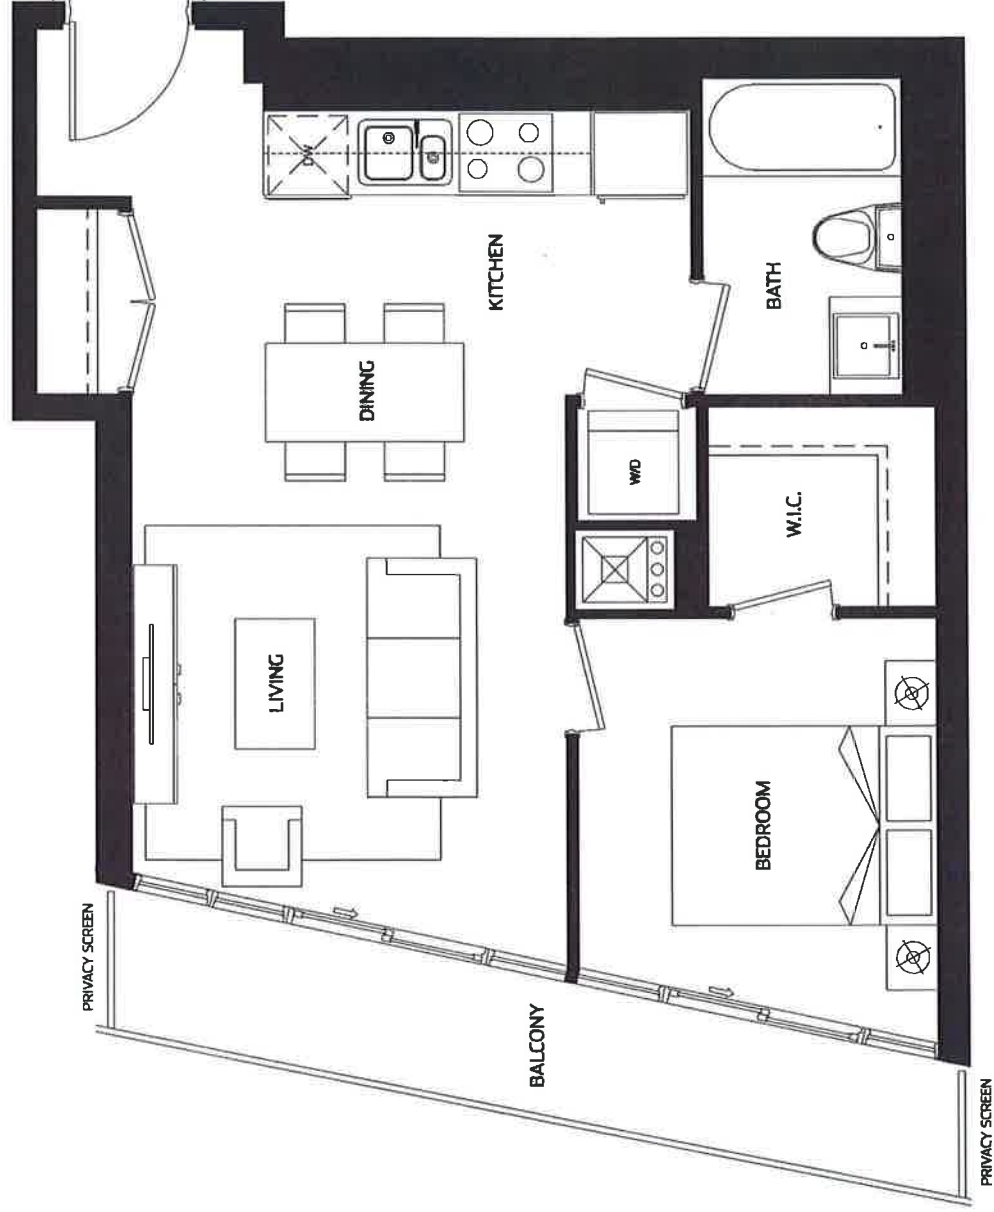 DW
KITCHEN
BATH
DINING
W/D
W.I.C.
LIVING
BEDROOM
PRIVACY SCREEN
BALCONY
PRIVACY SCREEN